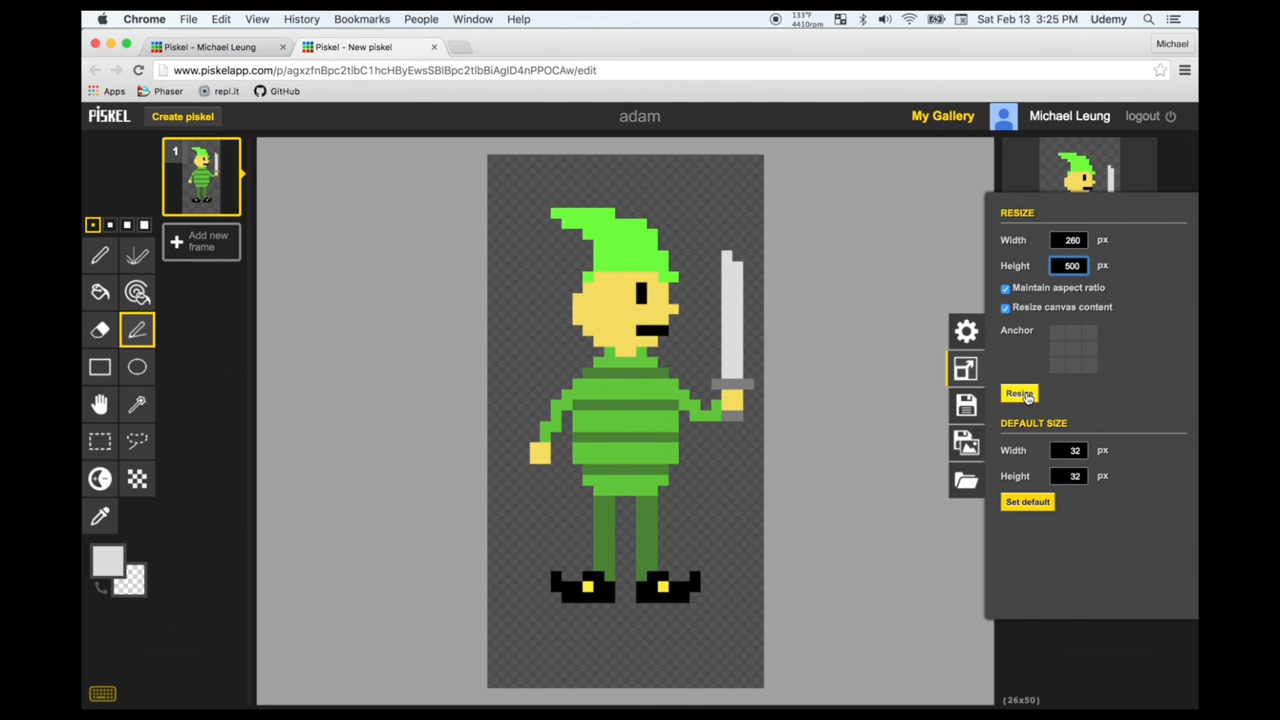 Chrome File Edit View History Bookmarks People Window Help
133°F
4410rpm
Sat Feb 13 3:25 PM Udemy
Piskel - Michael Leung
Piskel - New piskel
Michael
www.piskelapp.com/p/agxzfnBpc2tlbC1hcHByEwsSBlBpc2tlbBiAgID4nPPOCAw/edit
Apps Phaser repl.it GitHub
PISKEL
Create piskel
adam
My Gallery
Michael Leung
logout
1
Add new
frame
RESIZE
Width 260 px
Height 500 px
Maintain aspect ratio
Resize canvas content
Anchor
Resize
DEFAULT SIZE
Width 32 px
Height 32 px
Set default
[26x50]